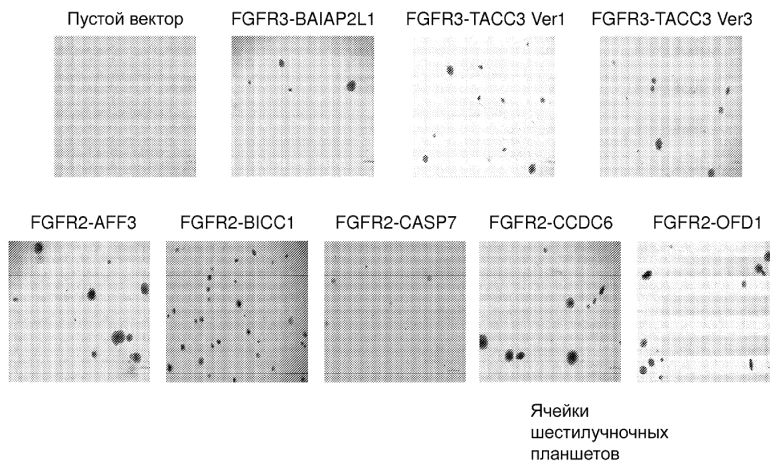 Пустой вектор
FGFR3-BAIAP2L1
FGFR3-TACC3 Ver1
FGFR3-TACC3 Ver3
FGFR2-AFF3
FGFR2-BICC1
FGFR2-CASP7
FGFR2-CCDC6
FGFR2-OFD1
Ячейки
шестилучночных
планшетов